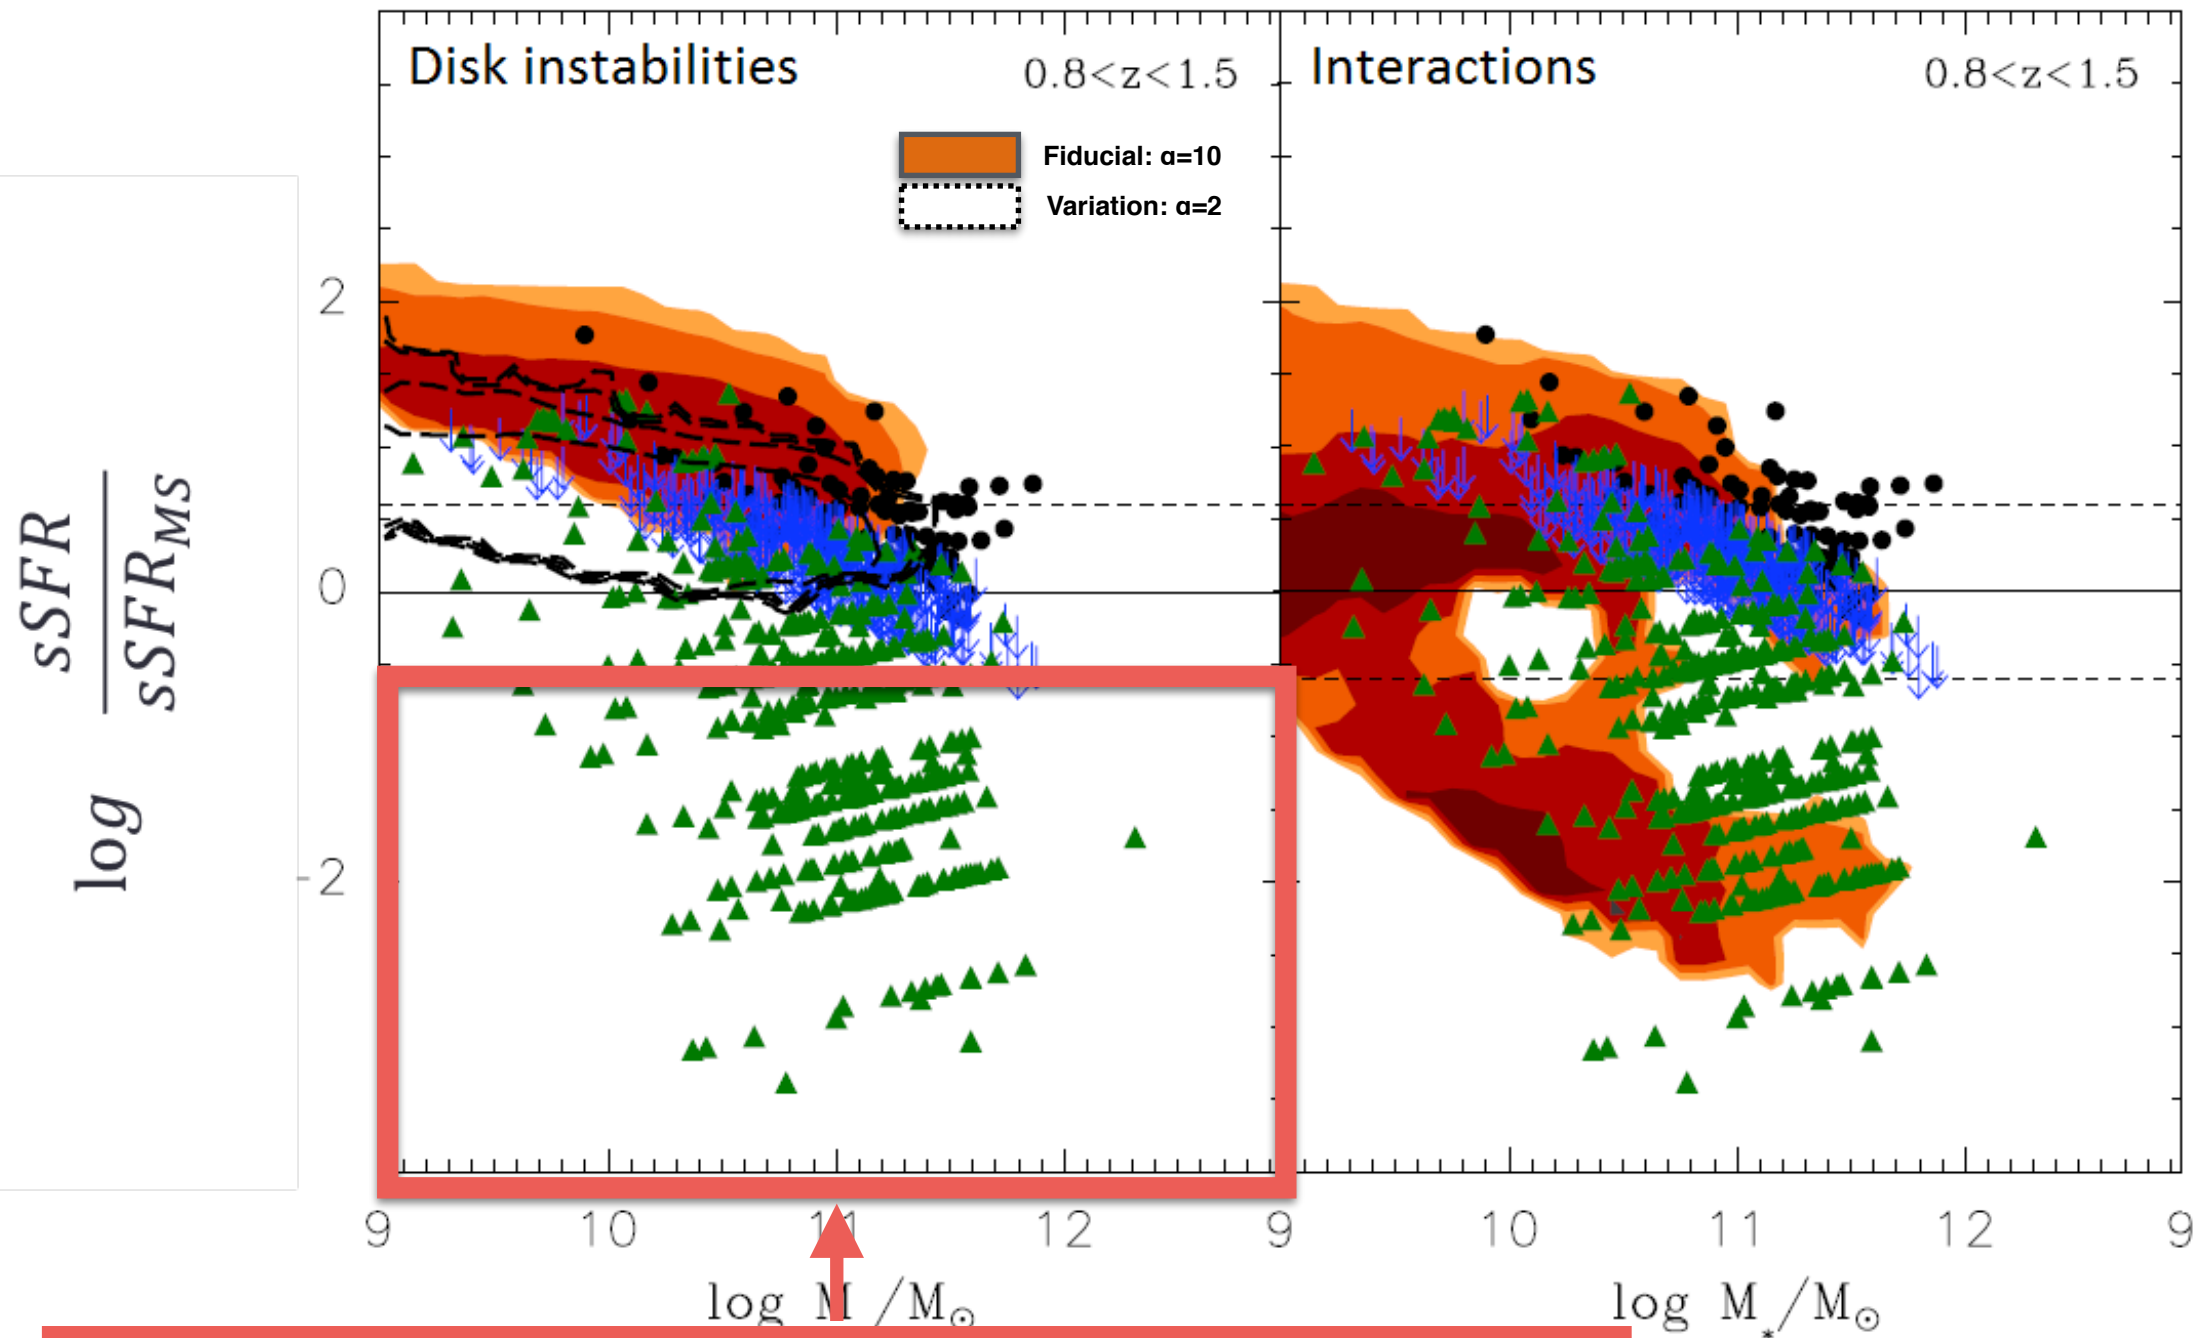 Disk instabilities
0.8<z<1.5
Interactions
0.8<z<1.5
Fiducial: α=10
Variation: α=2
log sSFR / sSFR_MS
2
0
-2
9 10 11 12 9 10 11 12 9
log M /M⊙
log M*/M⊙